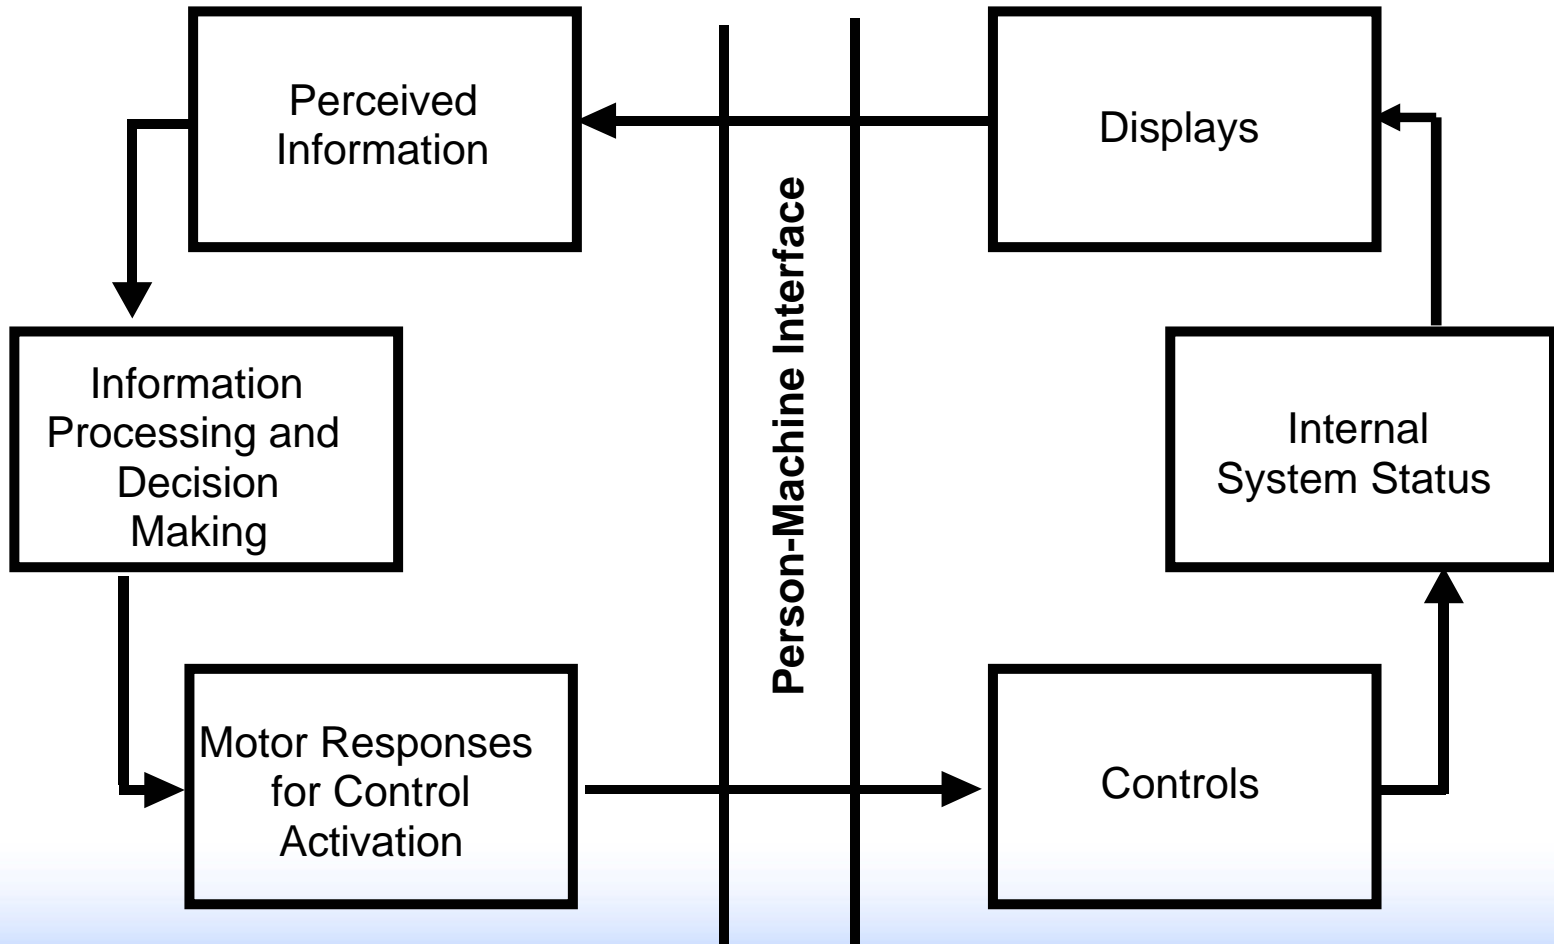 Perceived
Information
Displays
Person-Machine Interface
Information
Processing and
Decision
Making
Internal
System Status
Motor Responses
for Control
Activation
Controls